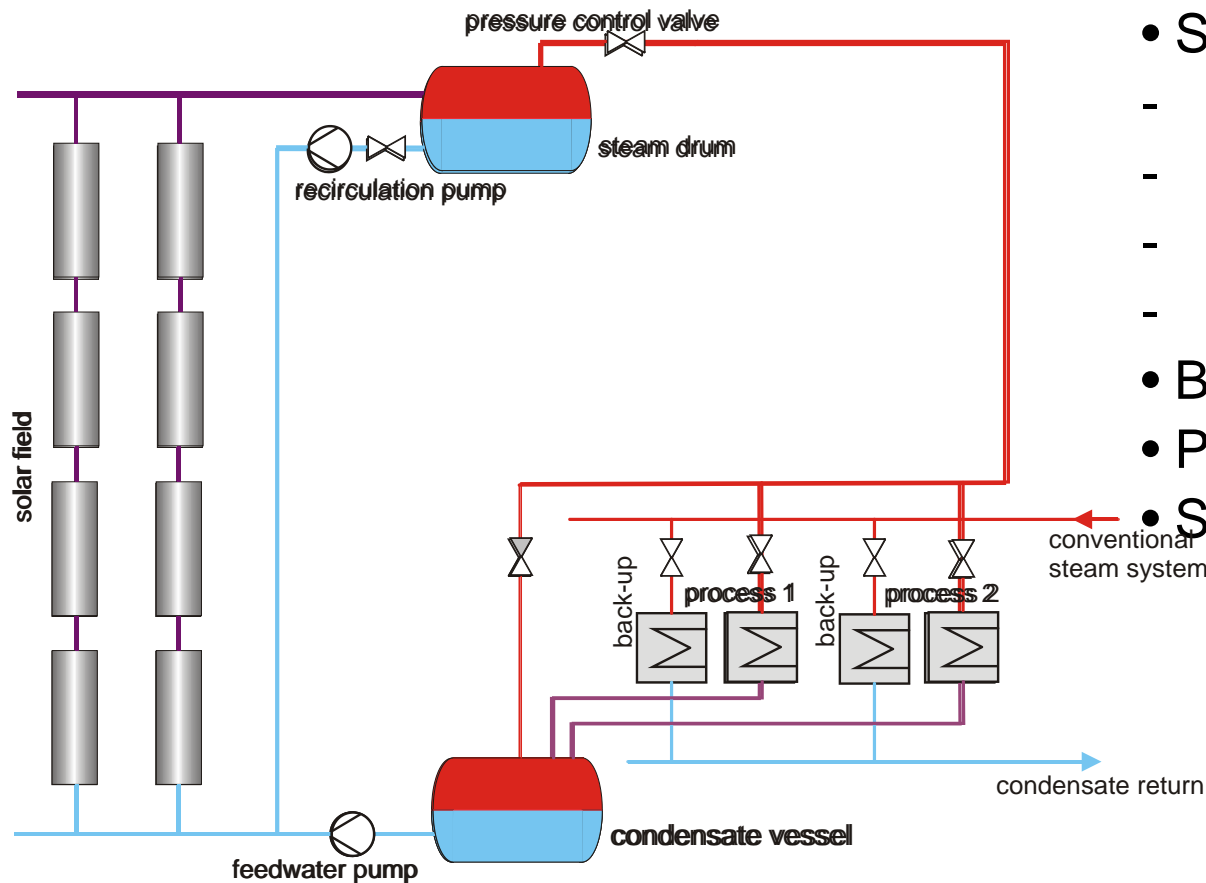 pressure control valve
• S
-
steam drum
-
recirculation pump
-
-
• B
solar field
• P
• S
conventional
steam system
back-up
process 1
back-up
process 2
condensate return
condensate vessel
feedwater pump